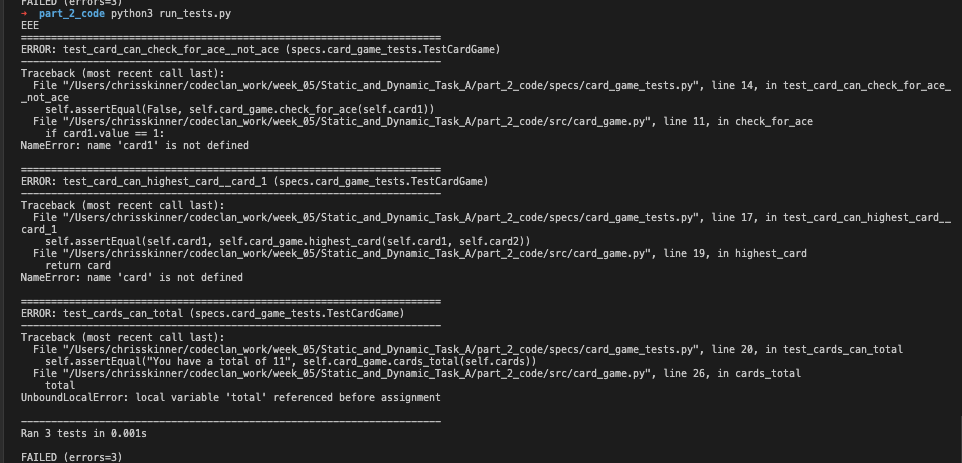 FAILED (errors=3)
→ part_2_code python3 run_tests.py
EEE
======================================================================
ERROR: test_card_can_check_for_ace__not_ace (specs.card_game_tests.TestCardGame)
----------------------------------------------------------------------
Traceback (most recent call last):
  File "/Users/chrisskinner/codeclan_work/week_05/Static_and_Dynamic_Task_A/part_2_code/specs/card_game_tests.py", line 14, in test_card_can_check_for_ace_
_not_ace
    self.assertEqual(False, self.card_game.check_for_ace(self.card1))
  File "/Users/chrisskinner/codeclan_work/week_05/Static_and_Dynamic_Task_A/part_2_code/src/card_game.py", line 11, in check_for_ace
    if card1.value == 1:
NameError: name 'card1' is not defined

======================================================================
ERROR: test_card_can_highest_card__card_1 (specs.card_game_tests.TestCardGame)
----------------------------------------------------------------------
Traceback (most recent call last):
  File "/Users/chrisskinner/codeclan_work/week_05/Static_and_Dynamic_Task_A/part_2_code/specs/card_game_tests.py", line 17, in test_card_can_highest_card__
card_1
    self.assertEqual(self.card1, self.card_game.highest_card(self.card1, self.card2))
  File "/Users/chrisskinner/codeclan_work/week_05/Static_and_Dynamic_Task_A/part_2_code/src/card_game.py", line 19, in highest_card
    return card
NameError: name 'card' is not defined

======================================================================
ERROR: test_cards_can_total (specs.card_game_tests.TestCardGame)
----------------------------------------------------------------------
Traceback (most recent call last):
  File "/Users/chrisskinner/codeclan_work/week_05/Static_and_Dynamic_Task_A/part_2_code/specs/card_game_tests.py", line 20, in test_cards_can_total
    self.assertEqual("You have a total of 11", self.card_game.cards_total(self.cards))
  File "/Users/chrisskinner/codeclan_work/week_05/Static_and_Dynamic_Task_A/part_2_code/src/card_game.py", line 26, in cards_total
    total
UnboundLocalError: local variable 'total' referenced before assignment

----------------------------------------------------------------------
Ran 3 tests in 0.001s

FAILED (errors=3)